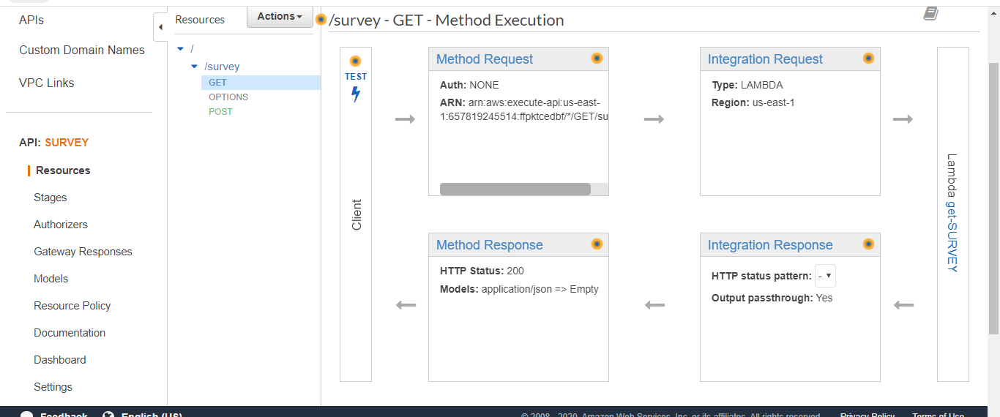 APIs
Custom Domain Names
VPC Links
API: SURVEY
Resources
Stages
Authorizers
Gateway Responses
Models
Resource Policy
Documentation
Dashboard
Settings
Resources
Actions
/
/survey
GET
OPTIONS
POST
/survey - GET - Method Execution
TEST
Client
Method Request
Auth: NONE
ARN: arn:aws:execute-api:us-east-
1:657819245514:ffpktcedbf/*/GET/su
Integration Request
Type: LAMBDA
Region: us-east-1
Lambda get-SURVEY
Method Response
HTTP Status: 200
Models: application/json => Empty
Integration Response
HTTP status pattern: -
Output passthrough: Yes
Feedback
English (US)
© 2008 - 2020, Amazon Web Services, Inc. or its affiliates. All rights reserved.
Privacy Policy
Terms of Use